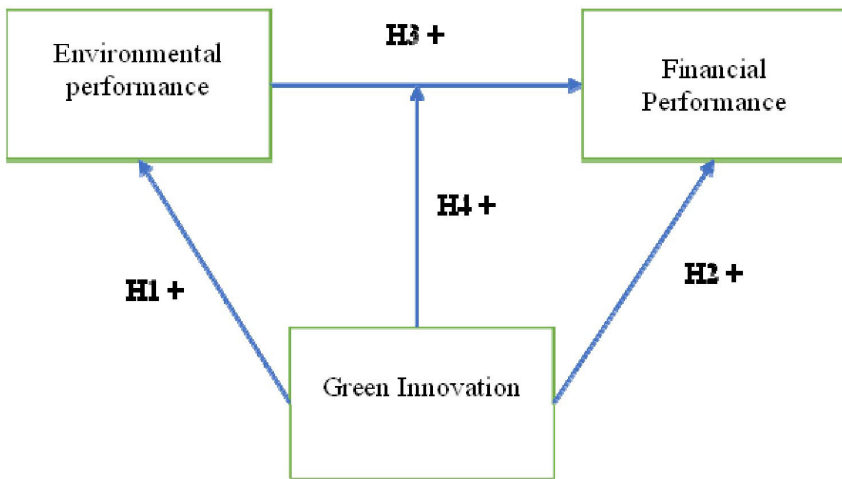 H3 +
Environmental
performance
Financial
Performance
H4 +
H1 +
H2 +
Green Innovation